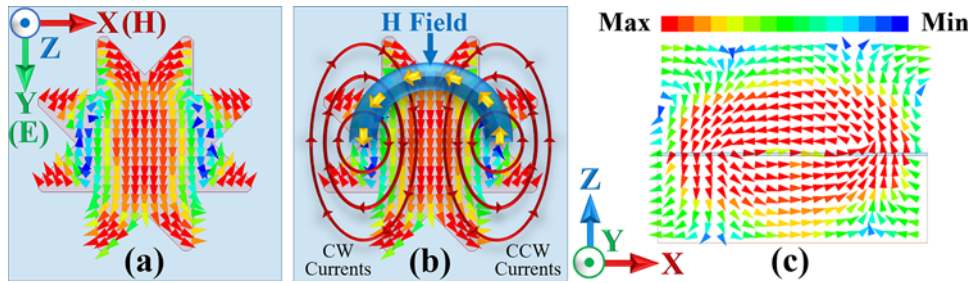 X (H)
Z
Y
(E)
(a)
H Field
CW
Currents
CCW
Currents
(b)
Max
Min
Z
Y
X
(c)